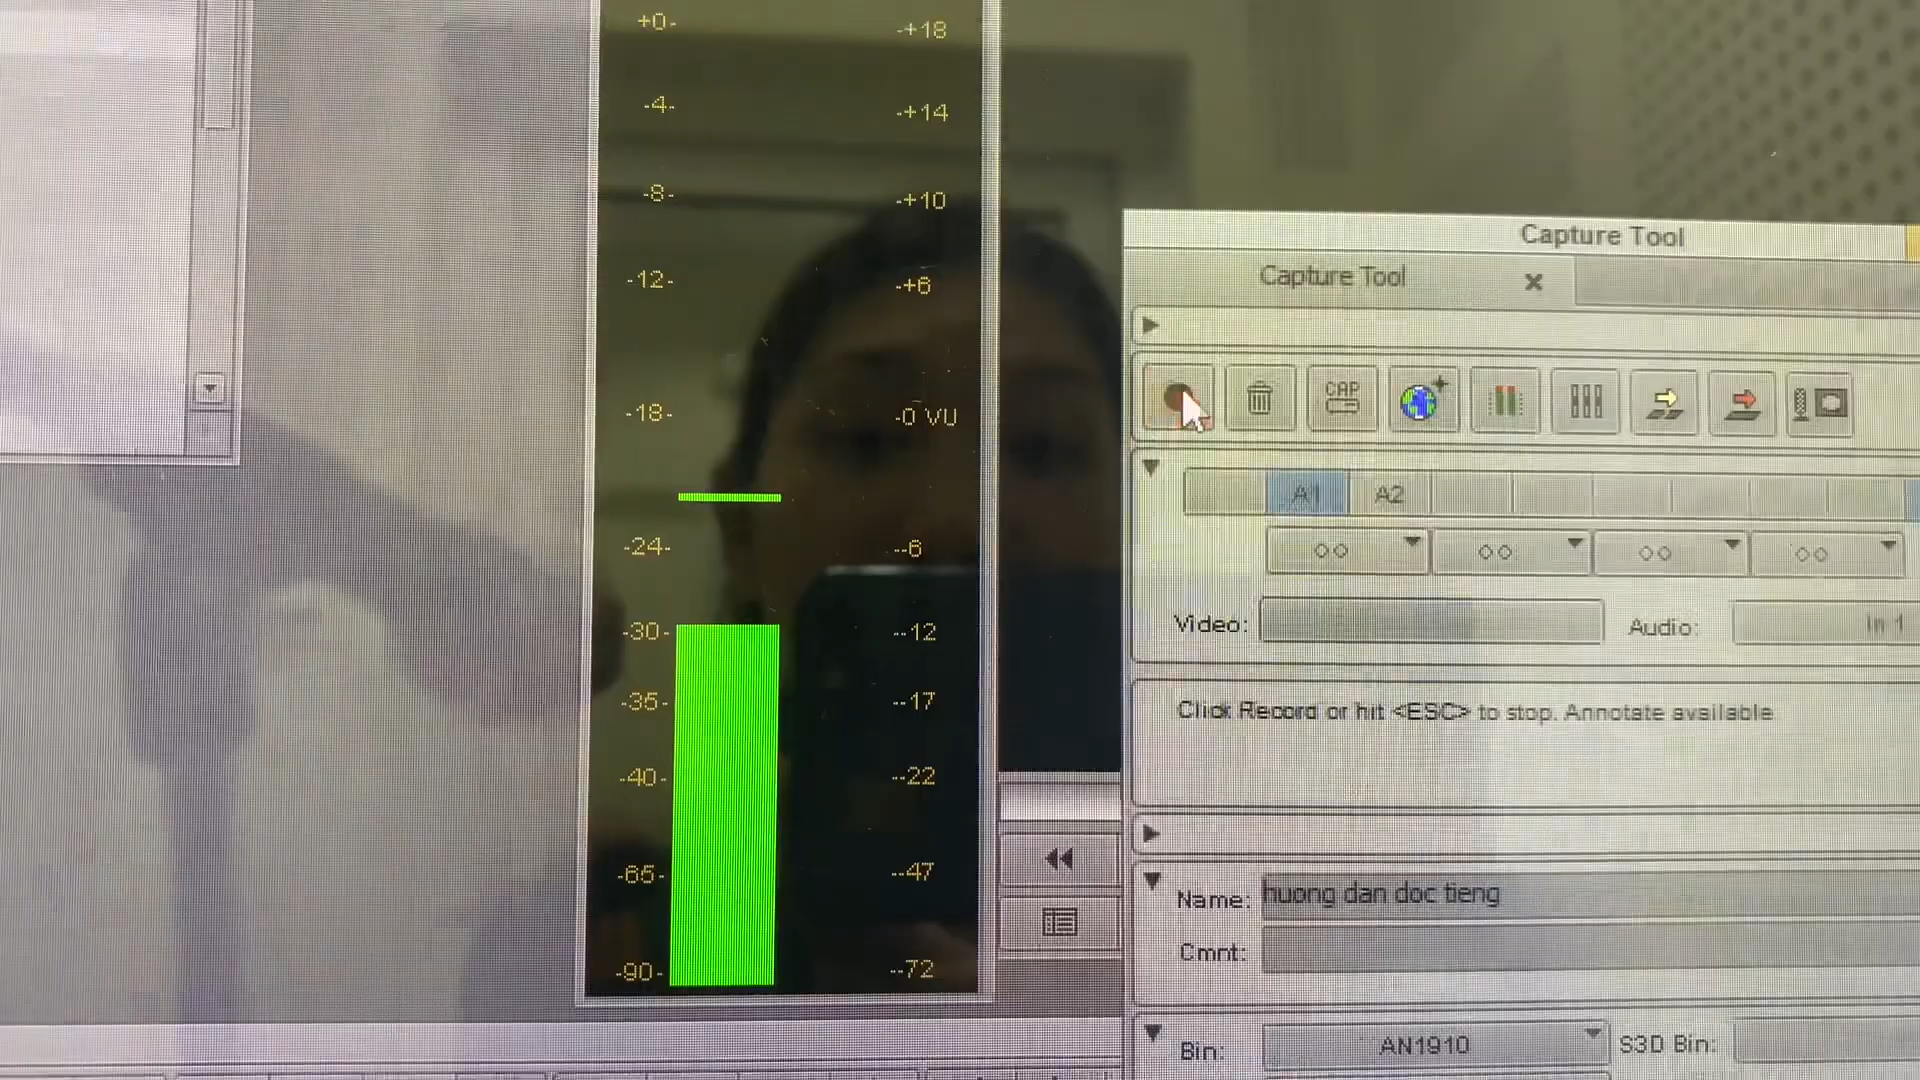 +0-
-+18
-4-
-+14
-8-
-+10
-12-
-+6
-18-
-0 VU
-24-
--6
-30-
--12
-35-
--17
-40-
--22
-65-
--47
-90-
--72
Capture Tool
Capture Tool
CAP
A1 A2
Video:
Audio: In 1
Click Record or hit <ESC> to stop. Annotate available
Name: huong dan doc tieng
Cmnt:
Bin: AN1910 S3D Bin: